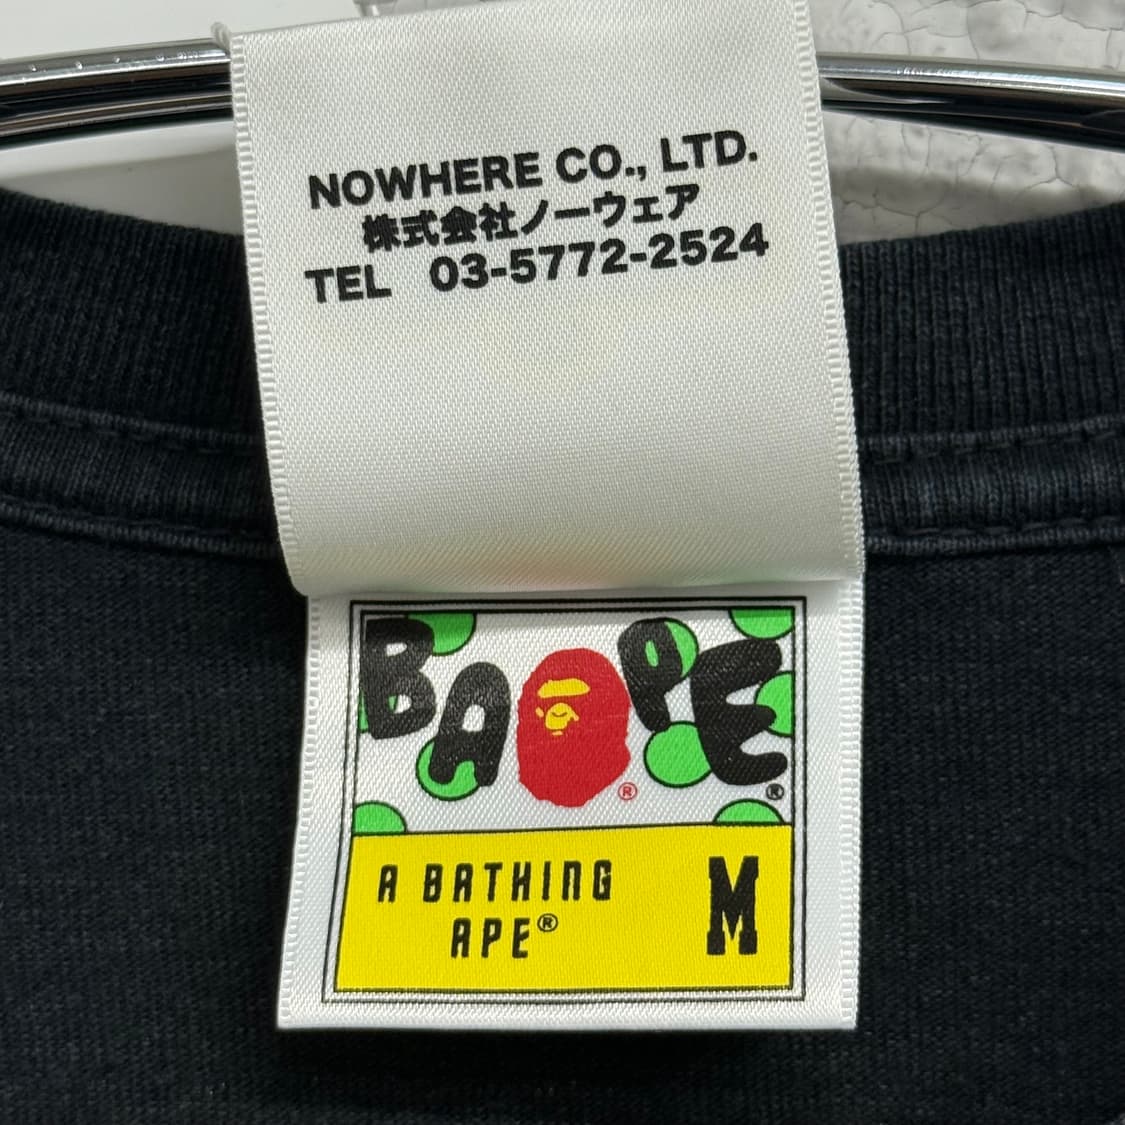 NOWHERE CO., LTD.
株式会社ノーウェア
TEL 03-5772-2524
BAPE ®
®
A BATHING
APE®
M